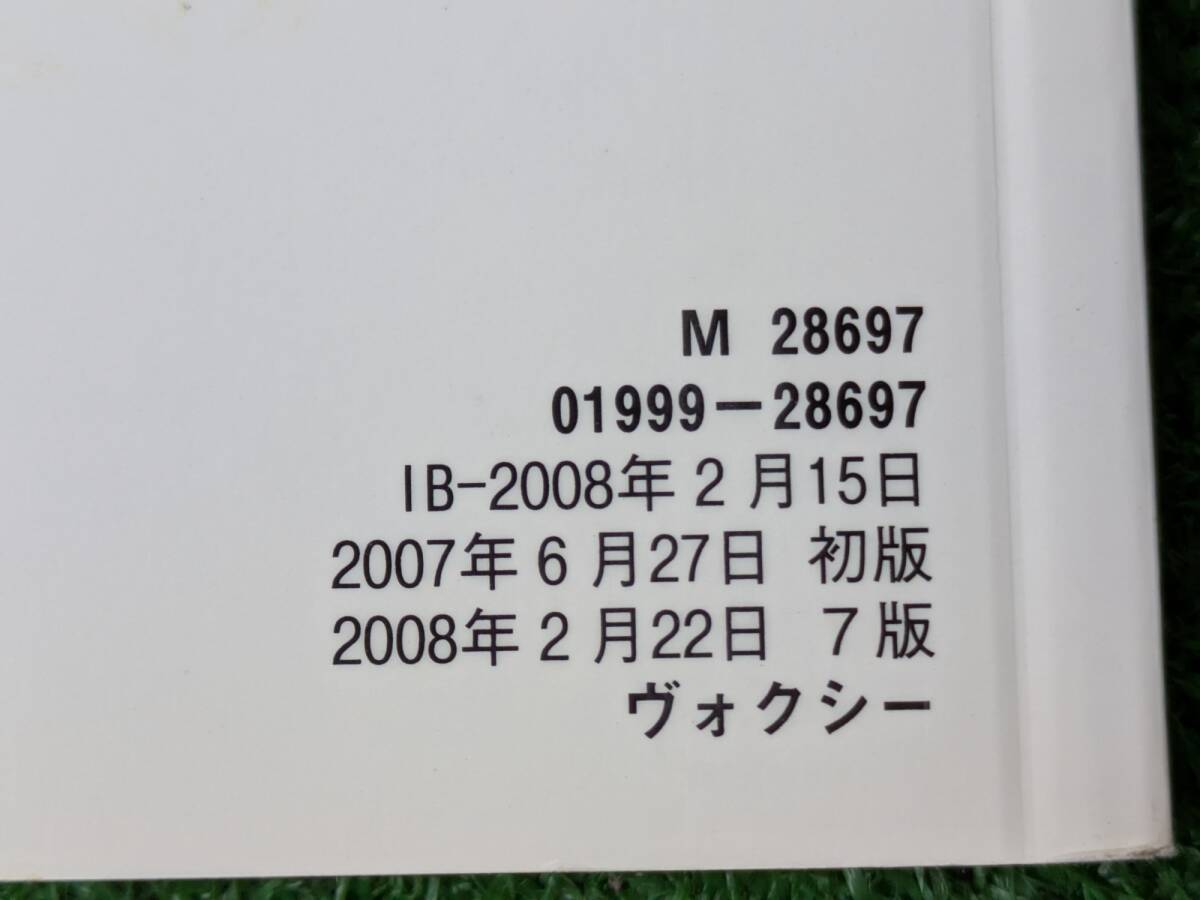 M 28697
01999-28697
IB-2008年2月15日
2007年6月27日 初版
2008年2月22日 7版
ヴォクシー